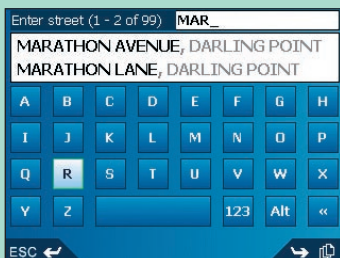 Enter street (1 - 2 of 99) MAR_
MARATHON AVENUE, DARLING POINT
MARATHON LANE, DARLING POINT
A B C D E F G H
I J K L M N O P
Q R S T U V W X
Y Z 123 Alt «
ESC